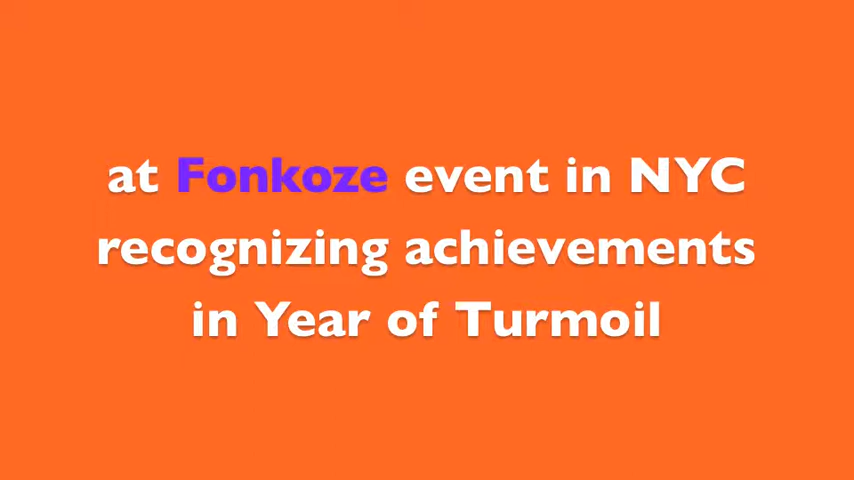 at Fonkoze event in NYC
recognizing achievements
in Year of Turmoil